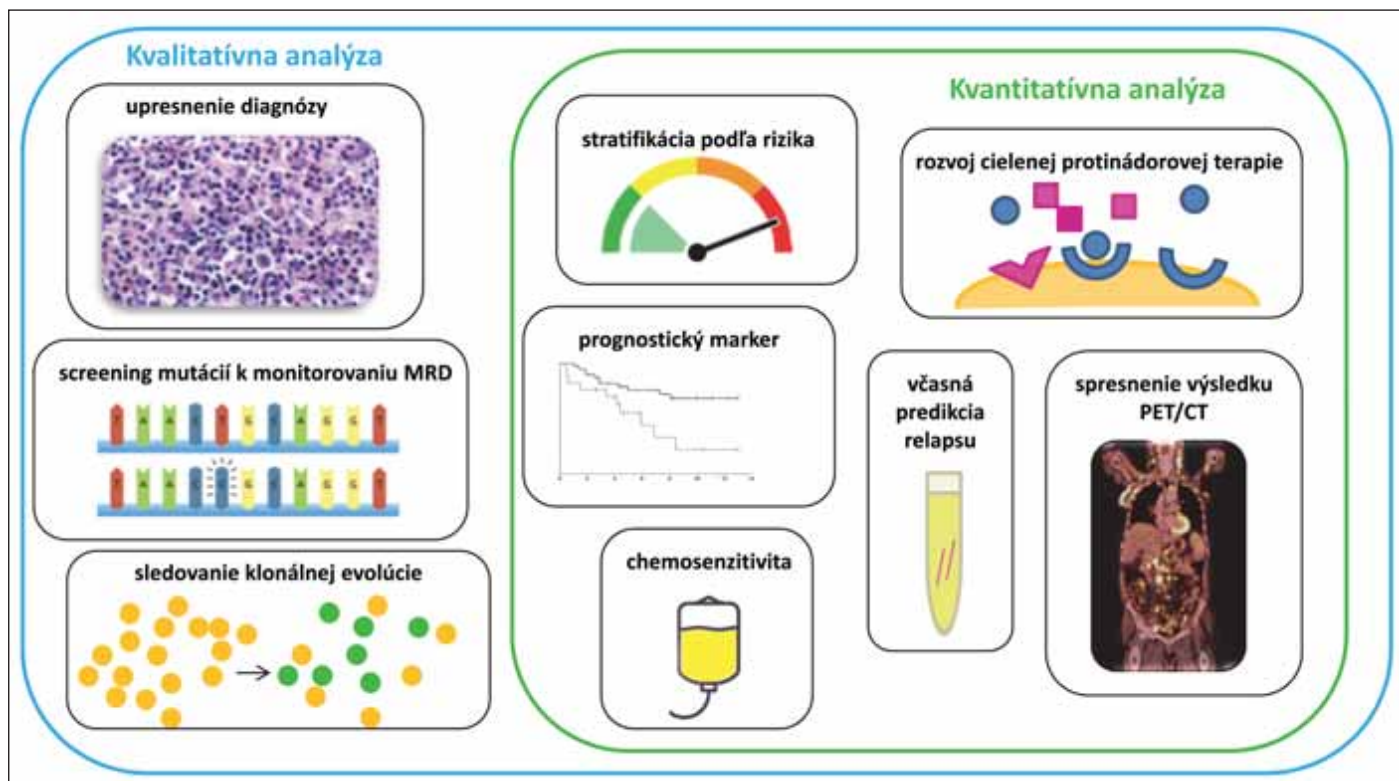 Kvalitatívna analýza
upresnenie diagnózy
screening mutácií k monitorovaniu MRD
T A A C T G C A G G T
T A A C G G C A G G T
sledovanie klonálnej evolúcie
Kvantitatívna analýza
stratifikácia podľa rizika
rozvoj cielenej protinádorovej terapie
prognostický marker
včasná
predikcia
relapsu
spresnenie výsledku
PET/CT
chemosenzitivita